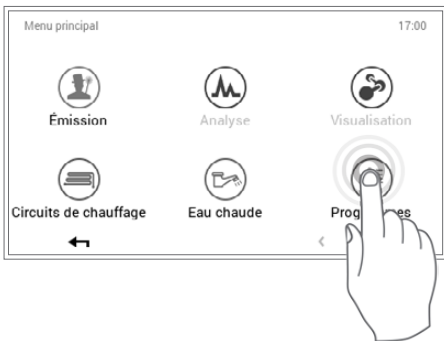 Menu principal 17:00
Émission Analyse Visualisation
Circuits de chauffage Eau chaude